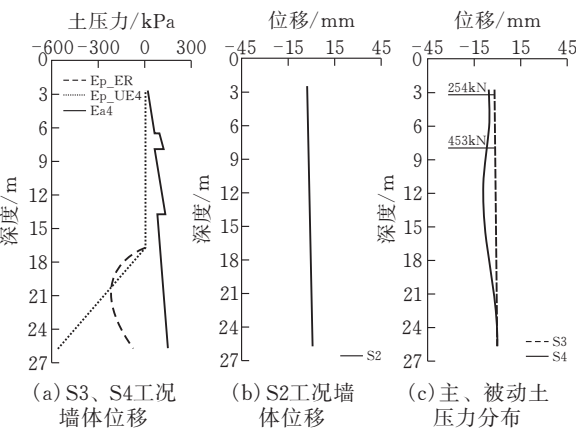 土压力/kPa
−600 −300 0 300
0
3
6
9
12
15
18
21
24
27
深度/m
Ep_ER
Ep_UE4
Ea4
(a)S3、S4工况
墙体位移
位移/mm
−45 −15 15 45
0
3
6
9
12
15
18
21
24
27
深度/m
S2
(b)S2工况墙
体位移
位移/mm
−45 −15 15 45
0
3
6
9
12
15
18
21
24
27
深度/m
254kN
453kN
S3
S4
(c)主、被动土
压力分布